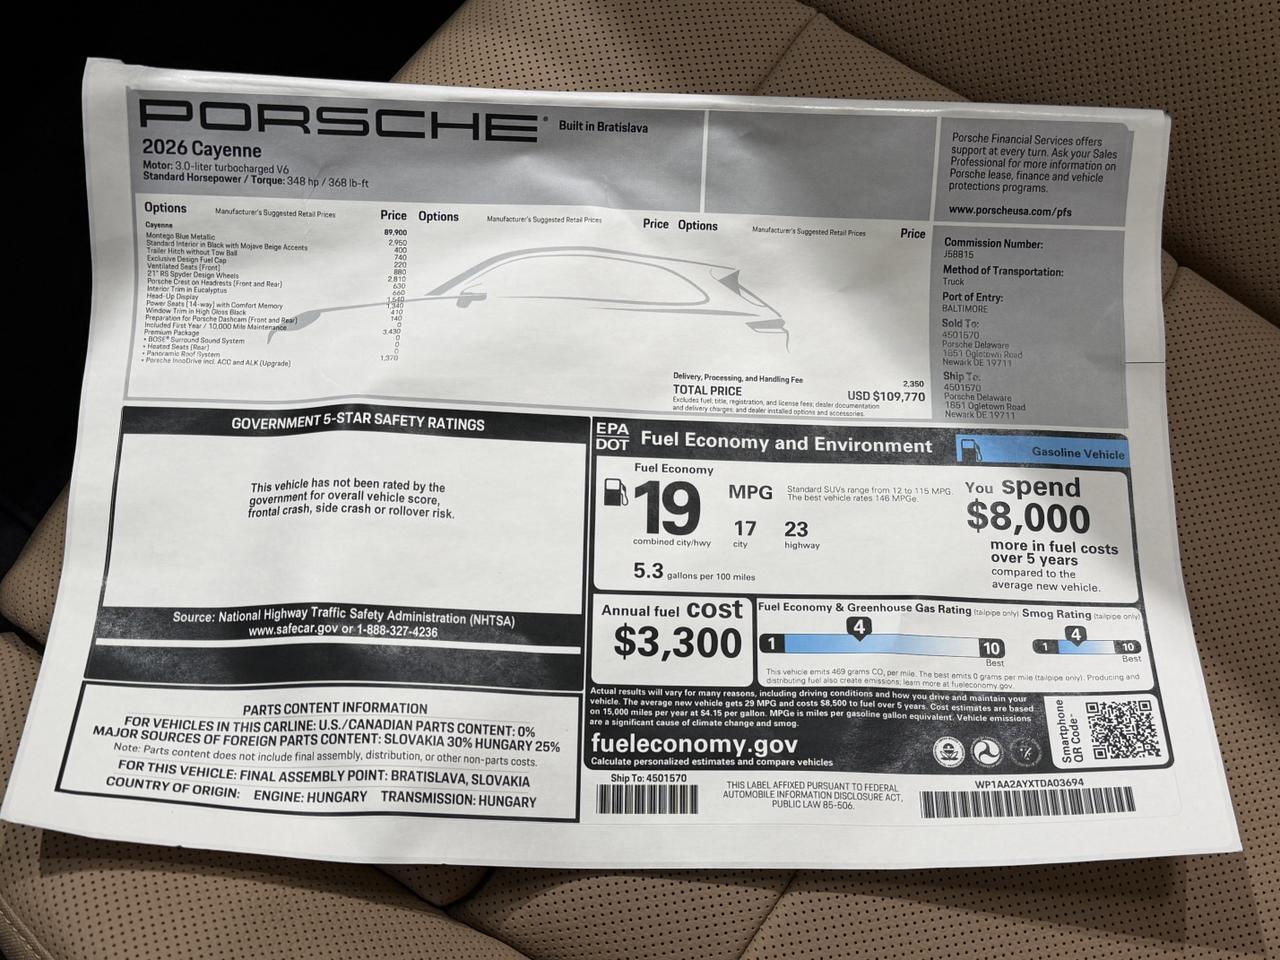 PORSCHE
Built in Bratislava
2026 Cayenne
Motor: 3.0-liter turbocharged V6
Standard Horsepower / Torque: 348 hp / 368 lb-ft
Porsche Financial Services offers
support at every turn. Ask your Sales
Professional for more information on
Porsche lease, finance and vehicle
protections programs.
www.porscheusa.com/pfs
Options Manufacturer's Suggested Retail Prices Price
Options Manufacturer's Suggested Retail Prices Price
Options Manufacturer's Suggested Retail Prices Price
Cayenne 89,900
Montego Blue Metallic 2,950
Standard Interior in Black with Mojave Beige Accents 400
Trailer Hitch without Tow Ball 740
Exclusive Design Fuel Cap 220
Ventilated Seats (Front) 880
21" RS Spyder Design Wheels 2,810
Porsche Crest on Headrests (Front and Rear) 630
Interior Trim in Eucalyptus 660
Head-Up Display 1,540
Power Seats (14-way) with Comfort Memory 1,340
Window Trim in High Gloss Black 410
Preparation for Porsche Dashcam (Front and Rear) 140
Included First Year / 10,000 Mile Maintenance 0
Premium Package 3,430
• BOSE® Surround Sound System 0
• Heated Seats (Rear) 0
• Panoramic Roof System 0
• Porsche InnoDrive incl. ACC and ALK (Upgrade) 1,370
Delivery, Processing, and Handling Fee 2,350
TOTAL PRICE USD $109,770
Excludes fuel; title, registration, and license fees; dealer documentation
and delivery charges; and dealer installed options and accessories.
Commission Number:
J58815
Method of Transportation:
Truck
Port of Entry:
BALTIMORE
Sold To:
4501570
Porsche Delaware
1851 Ogletown Road
Newark DE 19711
Ship To:
4501570
Porsche Delaware
1851 Ogletown Road
Newark DE 19711
GOVERNMENT 5-STAR SAFETY RATINGS
This vehicle has not been rated by the
government for overall vehicle score,
frontal crash, side crash or rollover risk.
Source: National Highway Traffic Safety Administration (NHTSA)
www.safecar.gov or 1-888-327-4236
PARTS CONTENT INFORMATION
FOR VEHICLES IN THIS CARLINE: U.S./CANADIAN PARTS CONTENT: 0%
MAJOR SOURCES OF FOREIGN PARTS CONTENT: SLOVAKIA 30% HUNGARY 25%
Note: Parts content does not include final assembly, distribution, or other non-parts costs.
FOR THIS VEHICLE: FINAL ASSEMBLY POINT: BRATISLAVA, SLOVAKIA
COUNTRY OF ORIGIN: ENGINE: HUNGARY TRANSMISSION: HUNGARY
EPA
DOT
Fuel Economy and Environment
Gasoline Vehicle
Fuel Economy
19 MPG
combined city/hwy
17
city
23
highway
Standard SUVs range from 12 to 115 MPG.
The best vehicle rates 146 MPGe.
5.3 gallons per 100 miles
You spend
$8,000
more in fuel costs
over 5 years
compared to the
average new vehicle.
Annual fuel cost
$3,300
Fuel Economy & Greenhouse Gas Rating (tailpipe only)
1
4
10
Best
Smog Rating (tailpipe only)
1
4
10
Best
This vehicle emits 469 grams CO2 per mile. The best emits 0 grams per mile (tailpipe only). Producing and
distributing fuel also create emissions; learn more at fueleconomy.gov.
Actual results will vary for many reasons, including driving conditions and how you drive and maintain your
vehicle. The average new vehicle gets 29 MPG and costs $8,500 to fuel over 5 years. Cost estimates are based
on 15,000 miles per year at $4.15 per gallon. MPGe is miles per gasoline gallon equivalent. Vehicle emissions
are a significant cause of climate change and smog.
fueleconomy.gov
Calculate personalized estimates and compare vehicles
Smartphone
QR Code
Ship To: 4501570
THIS LABEL AFFIXED PURSUANT TO FEDERAL
AUTOMOBILE INFORMATION DISCLOSURE ACT,
PUBLIC LAW 85-506.
WP1AA2AYXTDA03694